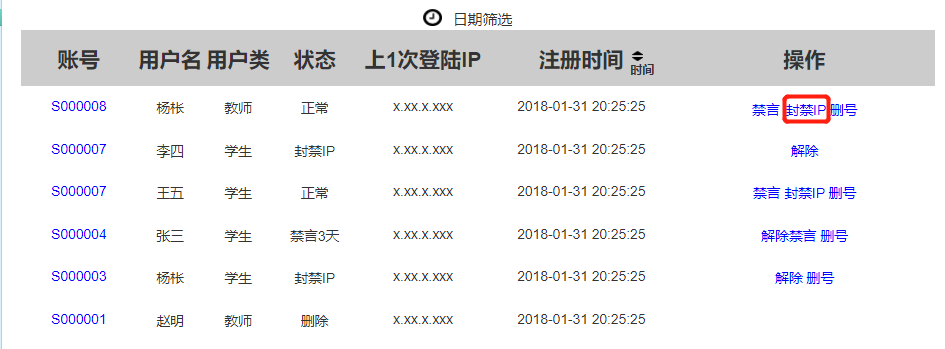 日期筛选
账号 用户名 用户类 状态 上1次登陆IP 注册时间 时间 操作
S000008 杨枨 教师 正常 x.xx.x.xxx 2018-01-31 20:25:25 禁言 封禁IP 删号
S000007 李四 学生 封禁IP x.xx.x.xxx 2018-01-31 20:25:25 解除
S000007 王五 学生 正常 x.xx.x.xxx 2018-01-31 20:25:25 禁言 封禁IP 删号
S000004 张三 学生 禁言3天 x.xx.x.xxx 2018-01-31 20:25:25 解除禁言 删号
S000003 杨枨 学生 封禁IP x.xx.x.xxx 2018-01-31 20:25:25 解除 删号
S000001 赵明 教师 删除 x.xx.x.xxx 2018-01-31 20:25:25